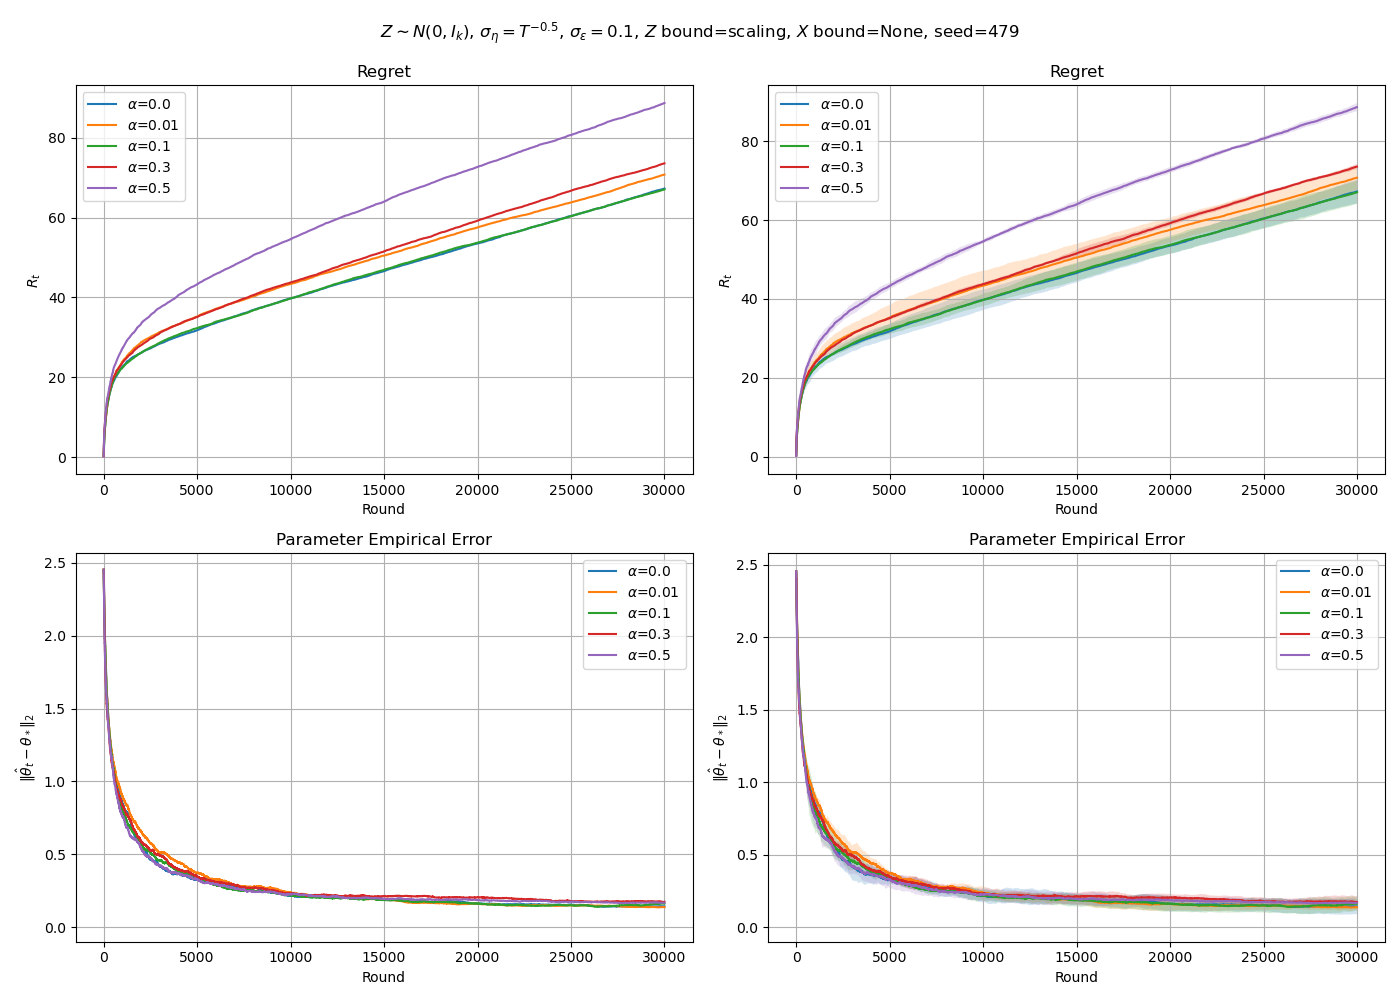 Z ∼ N(0, I_k), σ_η = T^{−0.5}, σ_ε = 0.1, Z bound=scaling, X bound=None, seed=479
Regret
R_t
80
60
40
20
0
α=0.0
α=0.01
α=0.1
α=0.3
α=0.5
0 5000 10000 15000 20000 25000 30000
Round
Regret
R_t
80
60
40
20
0
α=0.0
α=0.01
α=0.1
α=0.3
α=0.5
0 5000 10000 15000 20000 25000 30000
Round
Parameter Empirical Error
‖θ̂_t − θ_*‖_2
2.5
2.0
1.5
1.0
0.5
0.0
α=0.0
α=0.01
α=0.1
α=0.3
α=0.5
0 5000 10000 15000 20000 25000 30000
Round
Parameter Empirical Error
‖θ̂_t − θ_*‖_2
2.5
2.0
1.5
1.0
0.5
0.0
α=0.0
α=0.01
α=0.1
α=0.3
α=0.5
0 5000 10000 15000 20000 25000 30000
Round